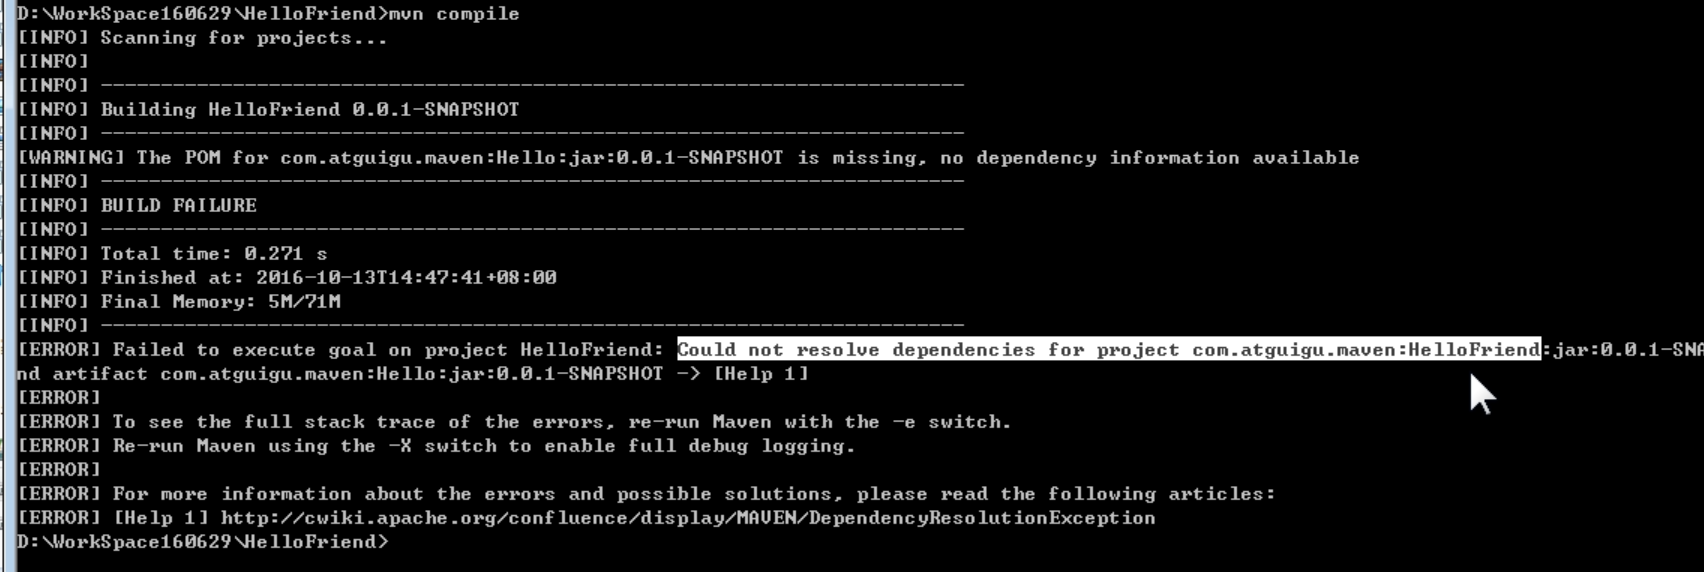 D:\WorkSpace160629\HelloFriend>mvn compile
[INFO] Scanning for projects...
[INFO]
[INFO] ------------------------------------------------------------------------
[INFO] Building HelloFriend 0.0.1-SNAPSHOT
[INFO] ------------------------------------------------------------------------
[WARNING] The POM for com.atguigu.maven:Hello:jar:0.0.1-SNAPSHOT is missing, no dependency information available
[INFO] ------------------------------------------------------------------------
[INFO] BUILD FAILURE
[INFO] ------------------------------------------------------------------------
[INFO] Total time: 0.271 s
[INFO] Finished at: 2016-10-13T14:47:41+08:00
[INFO] Final Memory: 5M/71M
[INFO] ------------------------------------------------------------------------
[ERROR] Failed to execute goal on project HelloFriend: Could not resolve dependencies for project com.atguigu.maven:HelloFriend:jar:0.0.1-SNA
nd artifact com.atguigu.maven:Hello:jar:0.0.1-SNAPSHOT -> [Help 1]
[ERROR]
[ERROR] To see the full stack trace of the errors, re-run Maven with the -e switch.
[ERROR] Re-run Maven using the -X switch to enable full debug logging.
[ERROR]
[ERROR] For more information about the errors and possible solutions, please read the following articles:
[ERROR] [Help 1] http://cwiki.apache.org/confluence/display/MAVEN/DependencyResolutionException
D:\WorkSpace160629\HelloFriend>